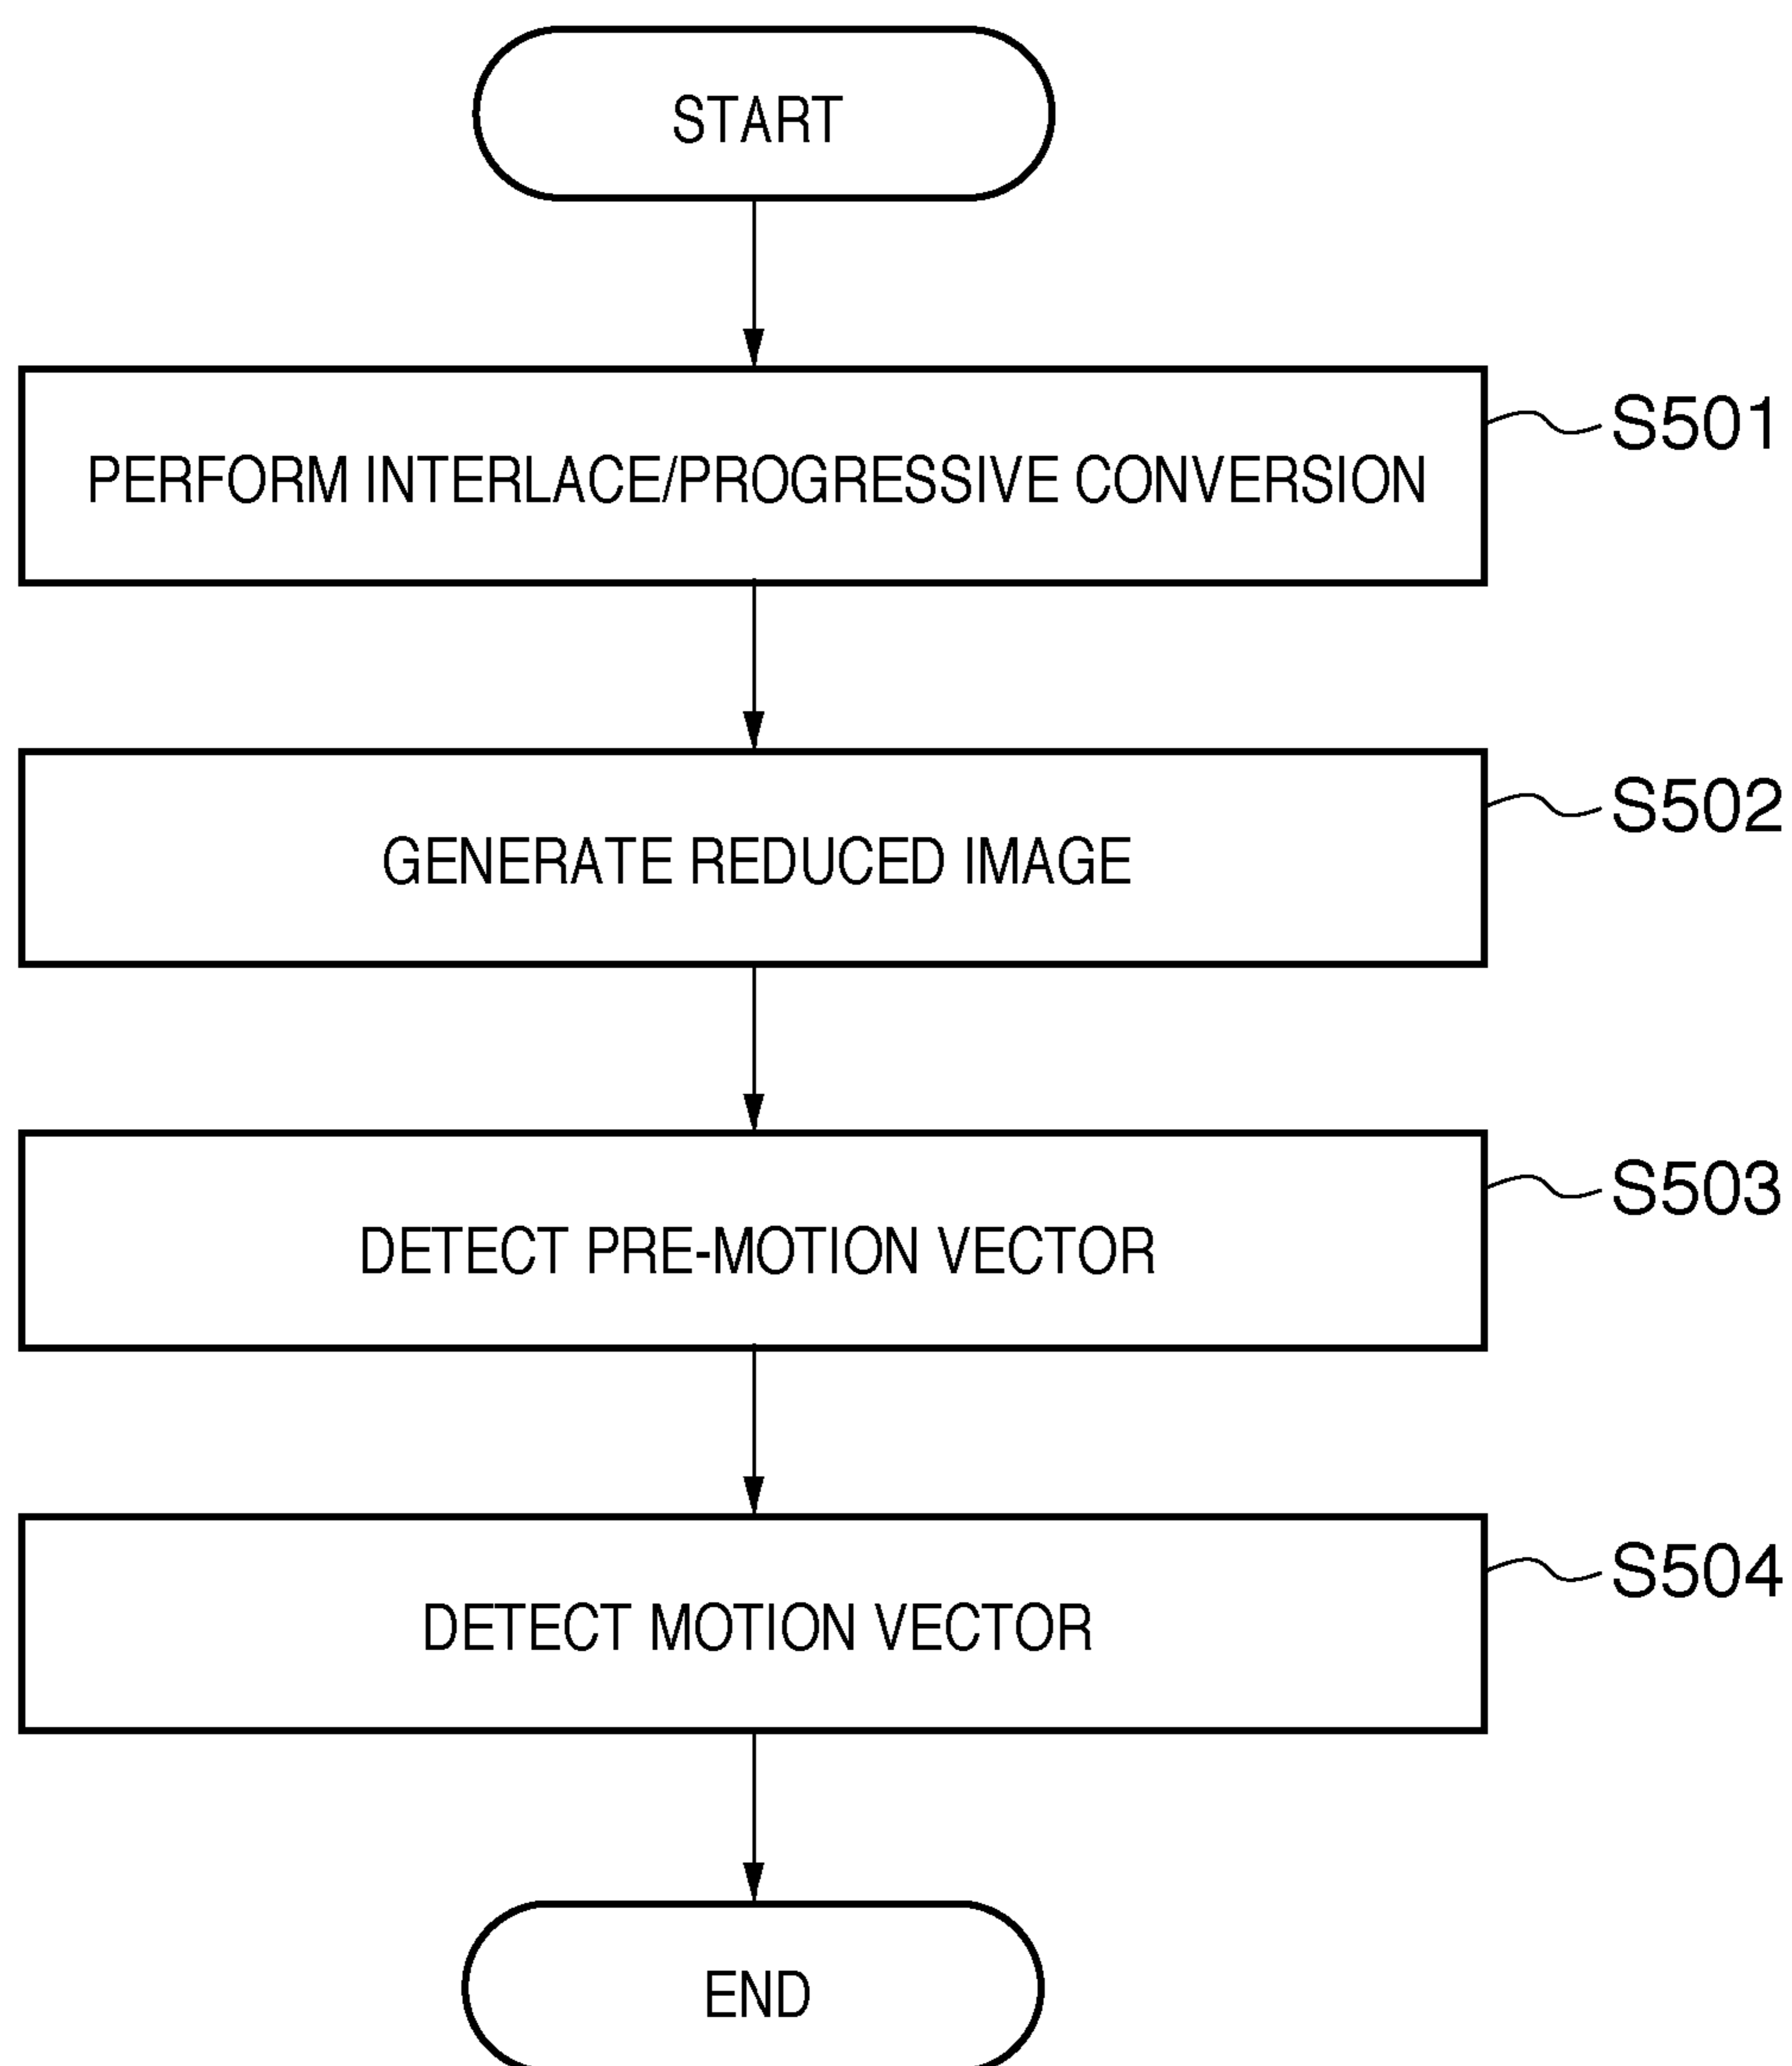 START
PERFORM INTERLACE/PROGRESSIVE CONVERSION
S501
GENERATE REDUCED IMAGE
S502
DETECT PRE-MOTION VECTOR
S503
DETECT MOTION VECTOR
S504
END